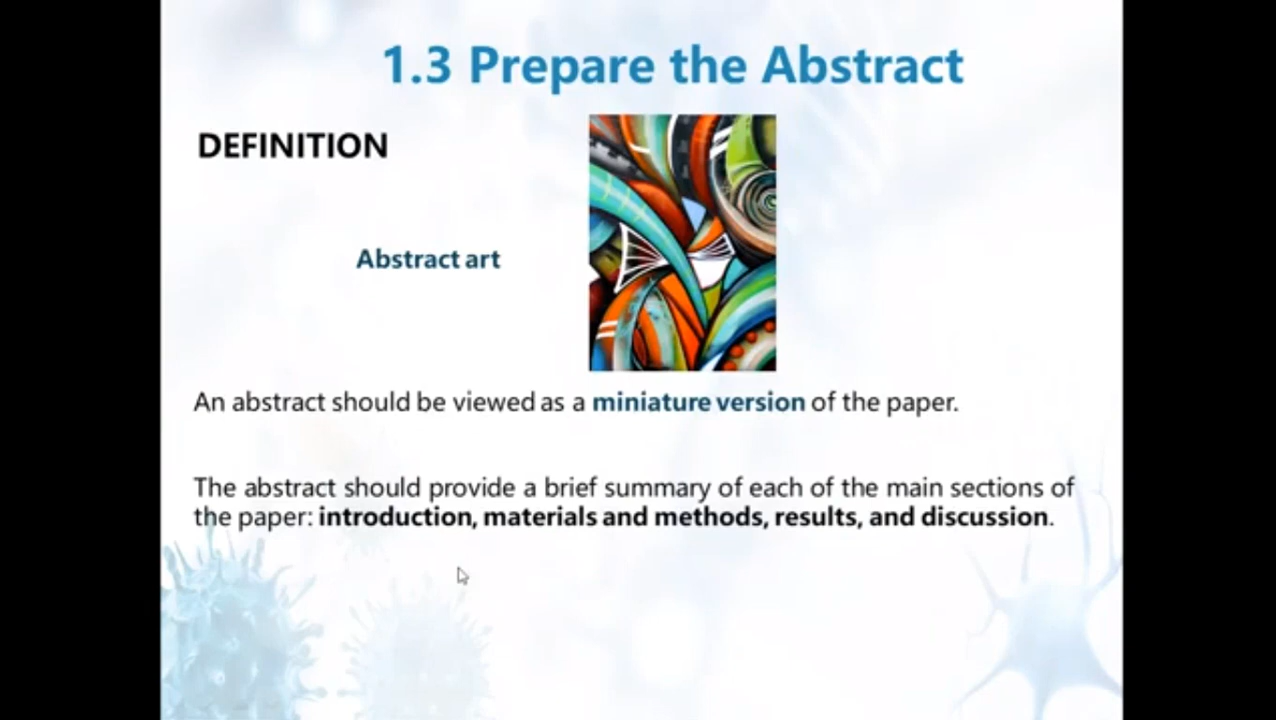 1.3 Prepare the Abstract
DEFINITION
Abstract art
An abstract should be viewed as a miniature version of the paper.
The abstract should provide a brief summary of each of the main sections of
the paper: introduction, materials and methods, results, and discussion.